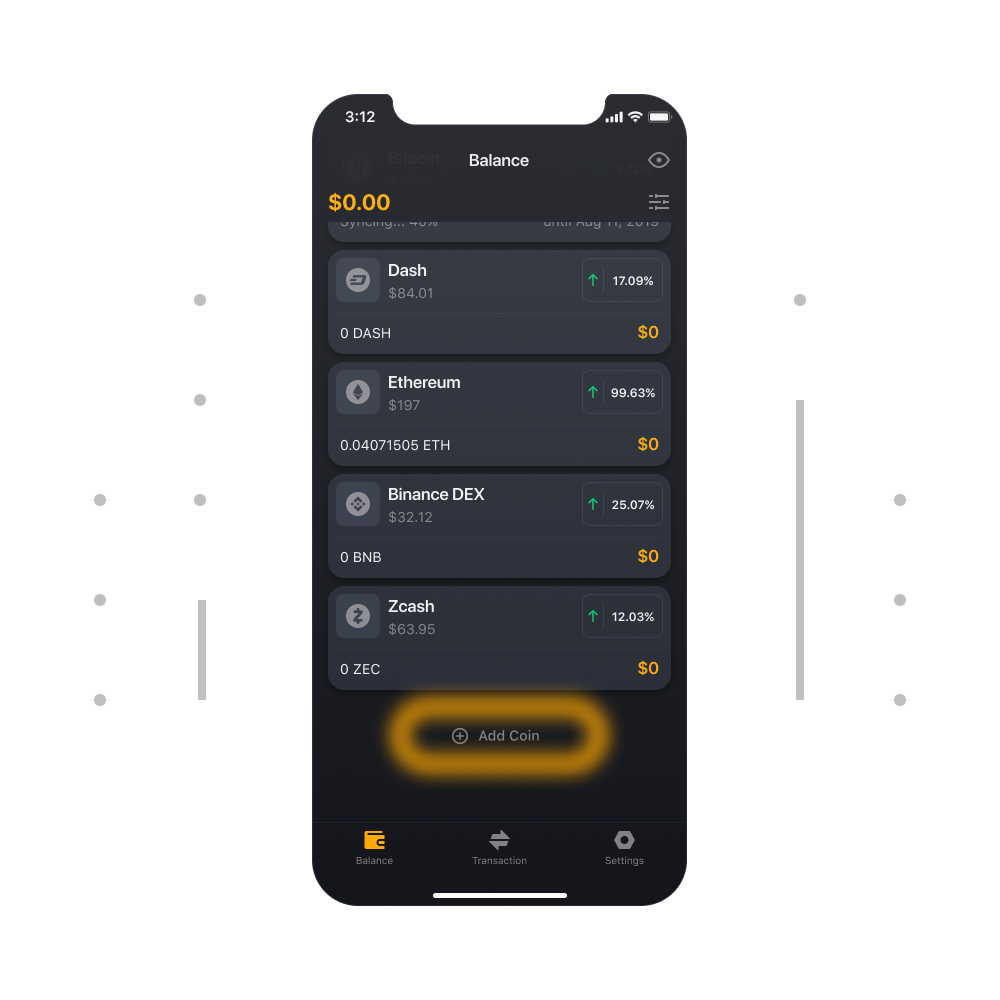 3:12
Bitcoin
Balance
3.12%
$0.00
Syncing... 40%
until Aug 11, 2019
Dash
$84.01
17.09%
0 DASH
$0
Ethereum
$197
99.63%
0.04071505 ETH
$0
Binance DEX
$32.12
25.07%
0 BNB
$0
Zcash
$63.95
12.03%
0 ZEC
$0
Add Coin
Balance
Transaction
Settings